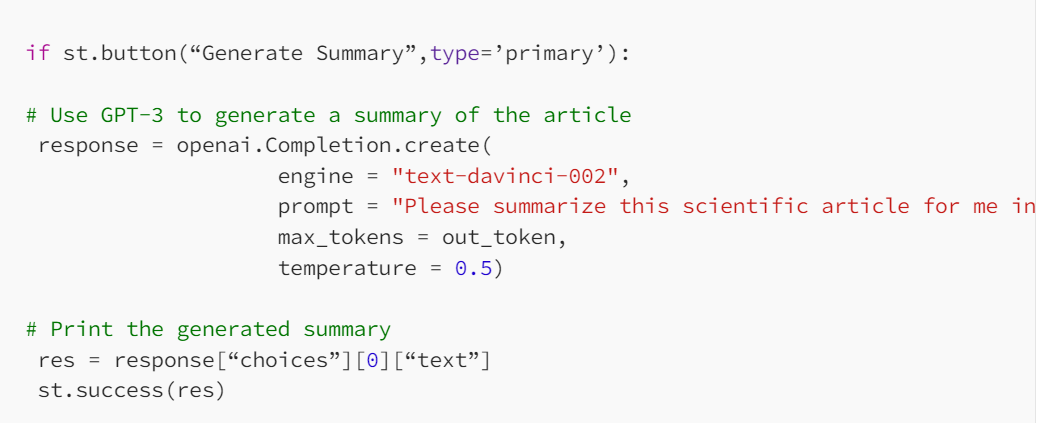 if st.button(“Generate Summary”,type=’primary’):
# Use GPT-3 to generate a summary of the article
response = openai.Completion.create(
engine = "text-davinci-002",
prompt = "Please summarize this scientific article for me in
max_tokens = out_token,
temperature = 0.5)
# Print the generated summary
res = response[“choices”][0][“text”]
st.success(res)